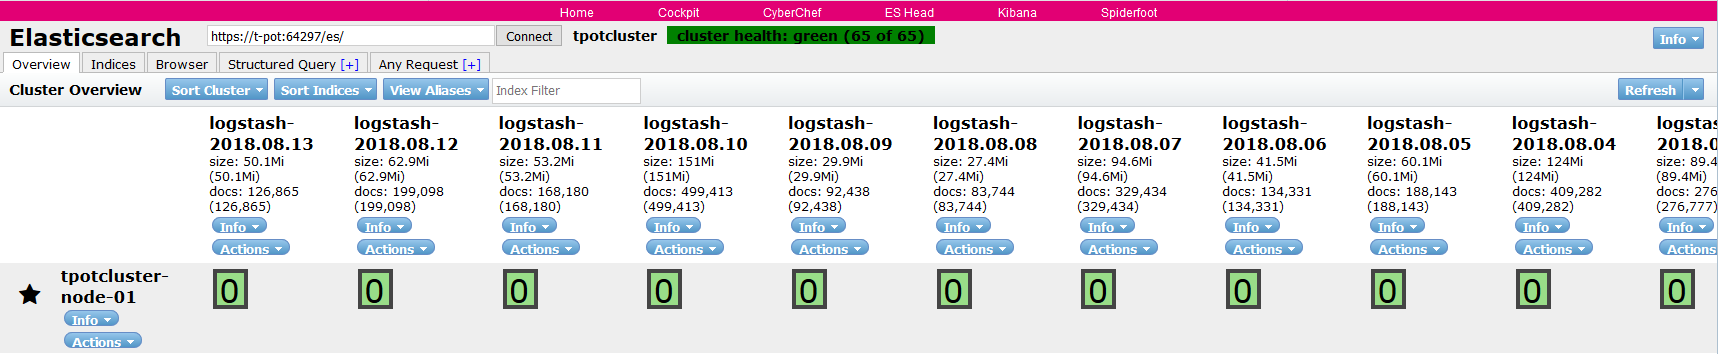 Home Cockpit CyberChef ES Head Kibana Spiderfoot
Elasticsearch https://t-pot:64297/es/ Connect tpotcluster cluster health: green (65 of 65) Info
Overview Indices Browser Structured Query [+] Any Request [+]
Cluster Overview Sort Cluster Sort Indices View Aliases Index Filter Refresh
logstash- logstash- logstash- logstash- logstash- logstash- logstash- logstash- logstash- logstash- logsta
2018.08.13 2018.08.12 2018.08.11 2018.08.10 2018.08.09 2018.08.08 2018.08.07 2018.08.06 2018.08.05 2018.08.04 2018.0
size: 50.1Mi size: 62.9Mi size: 53.2Mi size: 151Mi size: 29.9Mi size: 27.4Mi size: 94.6Mi size: 41.5Mi size: 60.1Mi size: 124Mi size: 89.4
(50.1Mi) (62.9Mi) (53.2Mi) (151Mi) (29.9Mi) (27.4Mi) (94.6Mi) (41.5Mi) (60.1Mi) (124Mi) (89.4Mi)
docs: 126,865 docs: 199,098 docs: 168,180 docs: 499,413 docs: 92,438 docs: 83,744 docs: 329,434 docs: 134,331 docs: 188,143 docs: 409,282 docs: 276
(126,865) (199,098) (168,180) (499,413) (92,438) (83,744) (329,434) (134,331) (188,143) (409,282) (276,777)
Info Info Info Info Info Info Info Info Info Info Info
Actions Actions Actions Actions Actions Actions Actions Actions Actions Actions Actions
tpotcluster- 0 0 0 0 0 0 0 0 0 0 0
node-01
Info
Actions